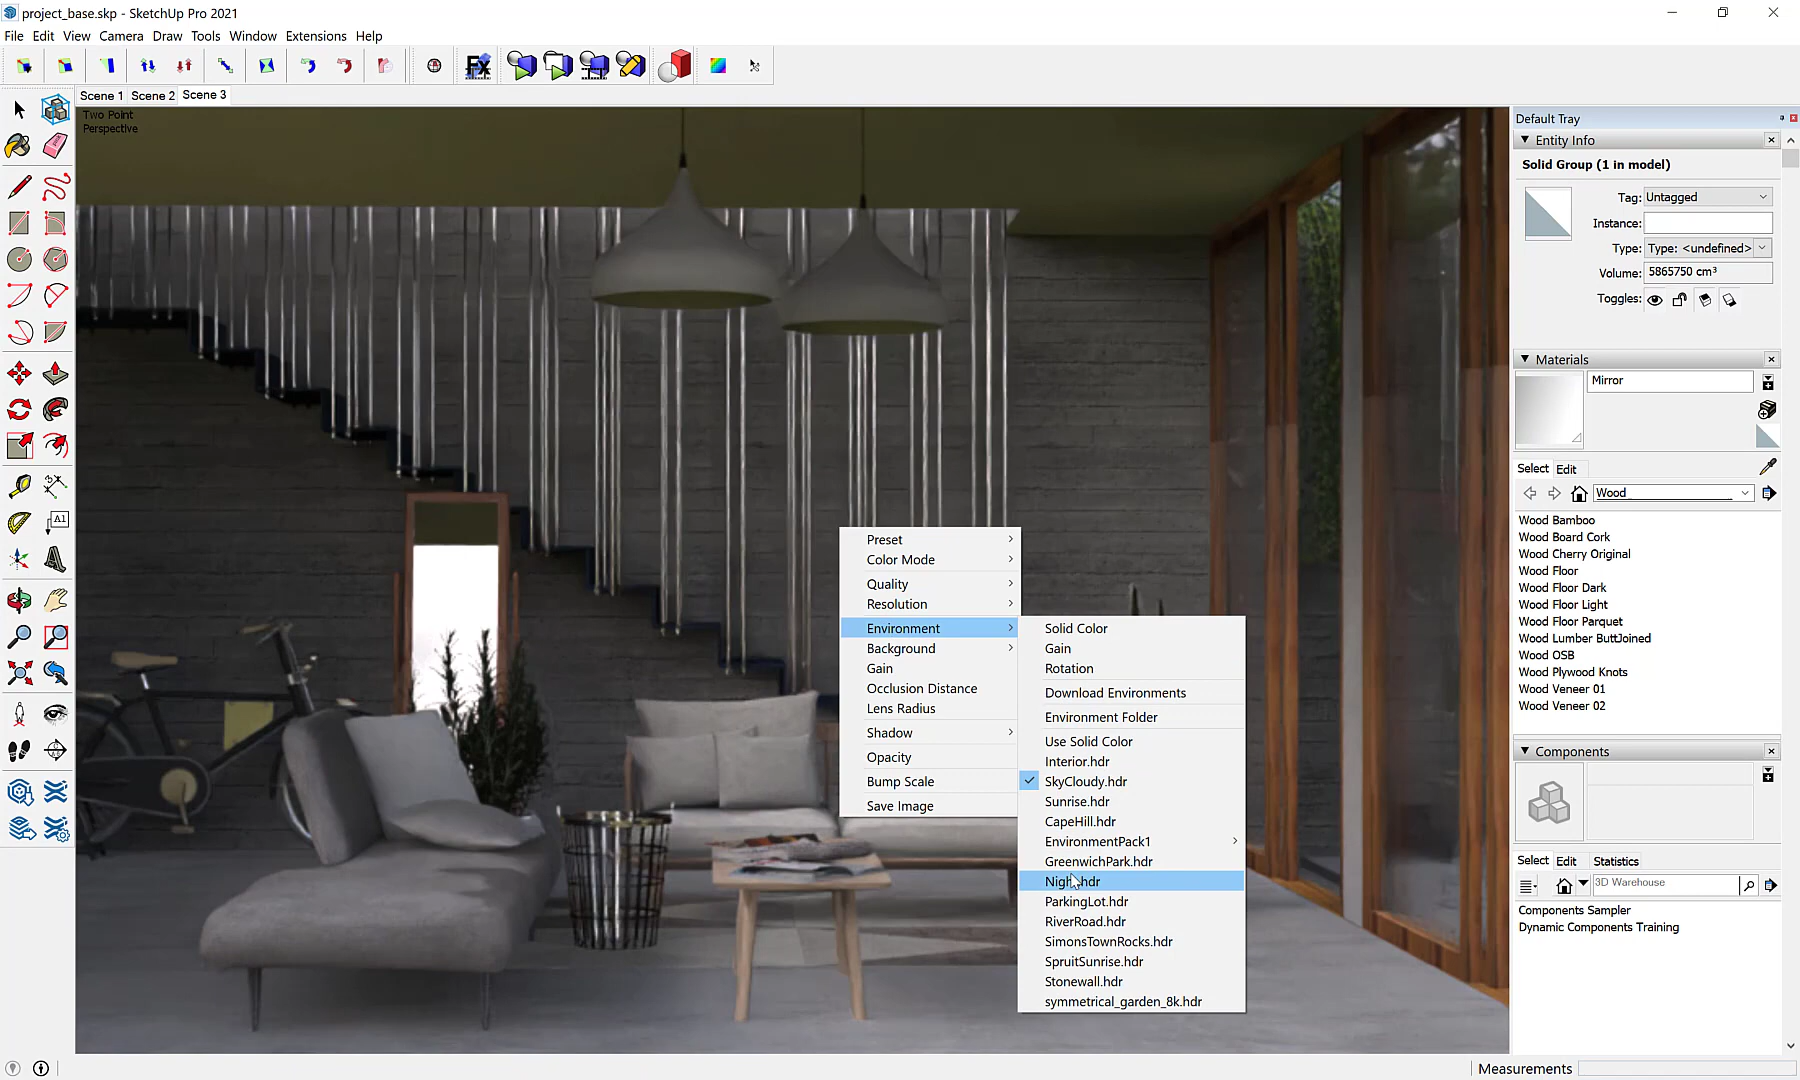 project_base.skp - SketchUp Pro 2021
File Edit View Camera Draw Tools Window Extensions Help
FX
Scene 1 Scene 2 Scene 3
Two Point
Perspective
A1
Preset
Color Mode
Quality
Resolution
Environment
Background
Gain
Occlusion Distance
Lens Radius
Shadow
Opacity
Bump Scale
Save Image
Solid Color
Gain
Rotation
Download Environments
Environment Folder
Use Solid Color
Interior.hdr
SkyCloudy.hdr
Sunrise.hdr
CapeHill.hdr
EnvironmentPack1
GreenwichPark.hdr
Night.hdr
ParkingLot.hdr
RiverRoad.hdr
SimonsTownRocks.hdr
SpruitSunrise.hdr
Stonewall.hdr
symmetrical_garden_8k.hdr
Default Tray
Entity Info
Solid Group (1 in model)
Tag: Untagged
Instance:
Type: Type: <undefined>
Volume: 5865750 cm³
Toggles:
Materials
Mirror
Select Edit
Wood_
Wood Bamboo
Wood Board Cork
Wood Cherry Original
Wood Floor
Wood Floor Dark
Wood Floor Light
Wood Floor Parquet
Wood Lumber ButtJoined
Wood OSB
Wood Plywood Knots
Wood Veneer 01
Wood Veneer 02
Components
Select Edit Statistics
3D Warehouse
Components Sampler
Dynamic Components Training
Measurements